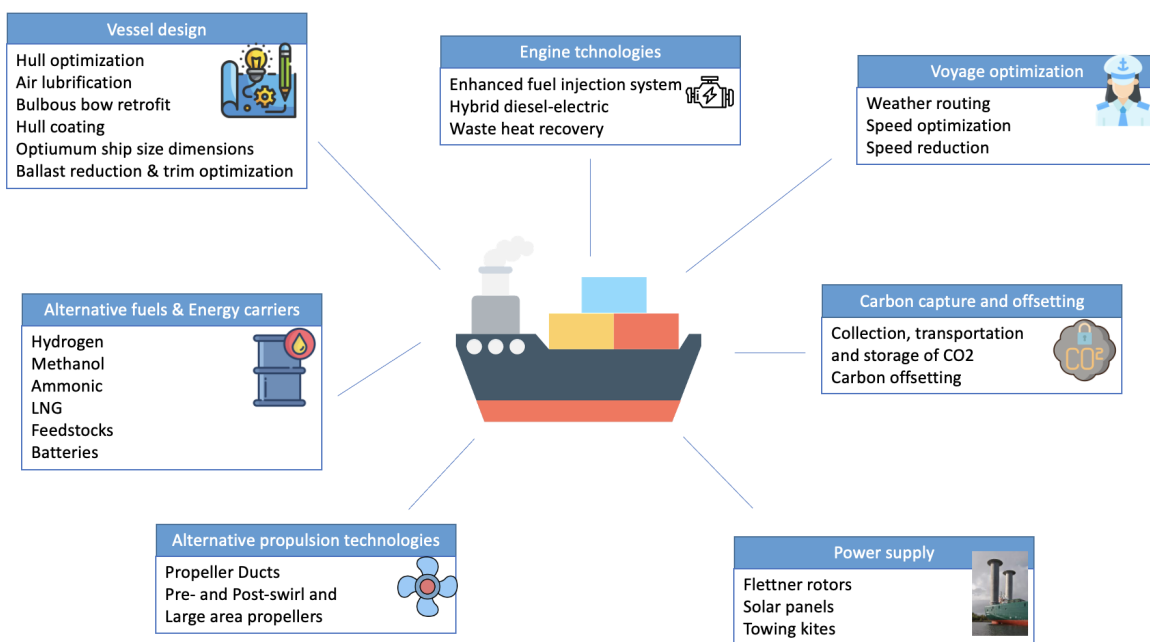 Vessel design
Hull optimization
Air lubrification
Bulbous bow retrofit
Hull coating
Optiumum ship size dimensions
Ballast reduction & trim optimization
Engine tchnologies
Enhanced fuel injection system
Hybrid diesel-electric
Waste heat recovery
Voyage optimization
Weather routing
Speed optimization
Speed reduction
Alternative fuels & Energy carriers
Hydrogen
Methanol
Ammonic
LNG
Feedstocks
Batteries
Carbon capture and offsetting
Collection, transportation
and storage of CO2
Carbon offsetting
CO²
Alternative propulsion technologies
Propeller Ducts
Pre- and Post-swirl and
Large area propellers
Power supply
Flettner rotors
Solar panels
Towing kites